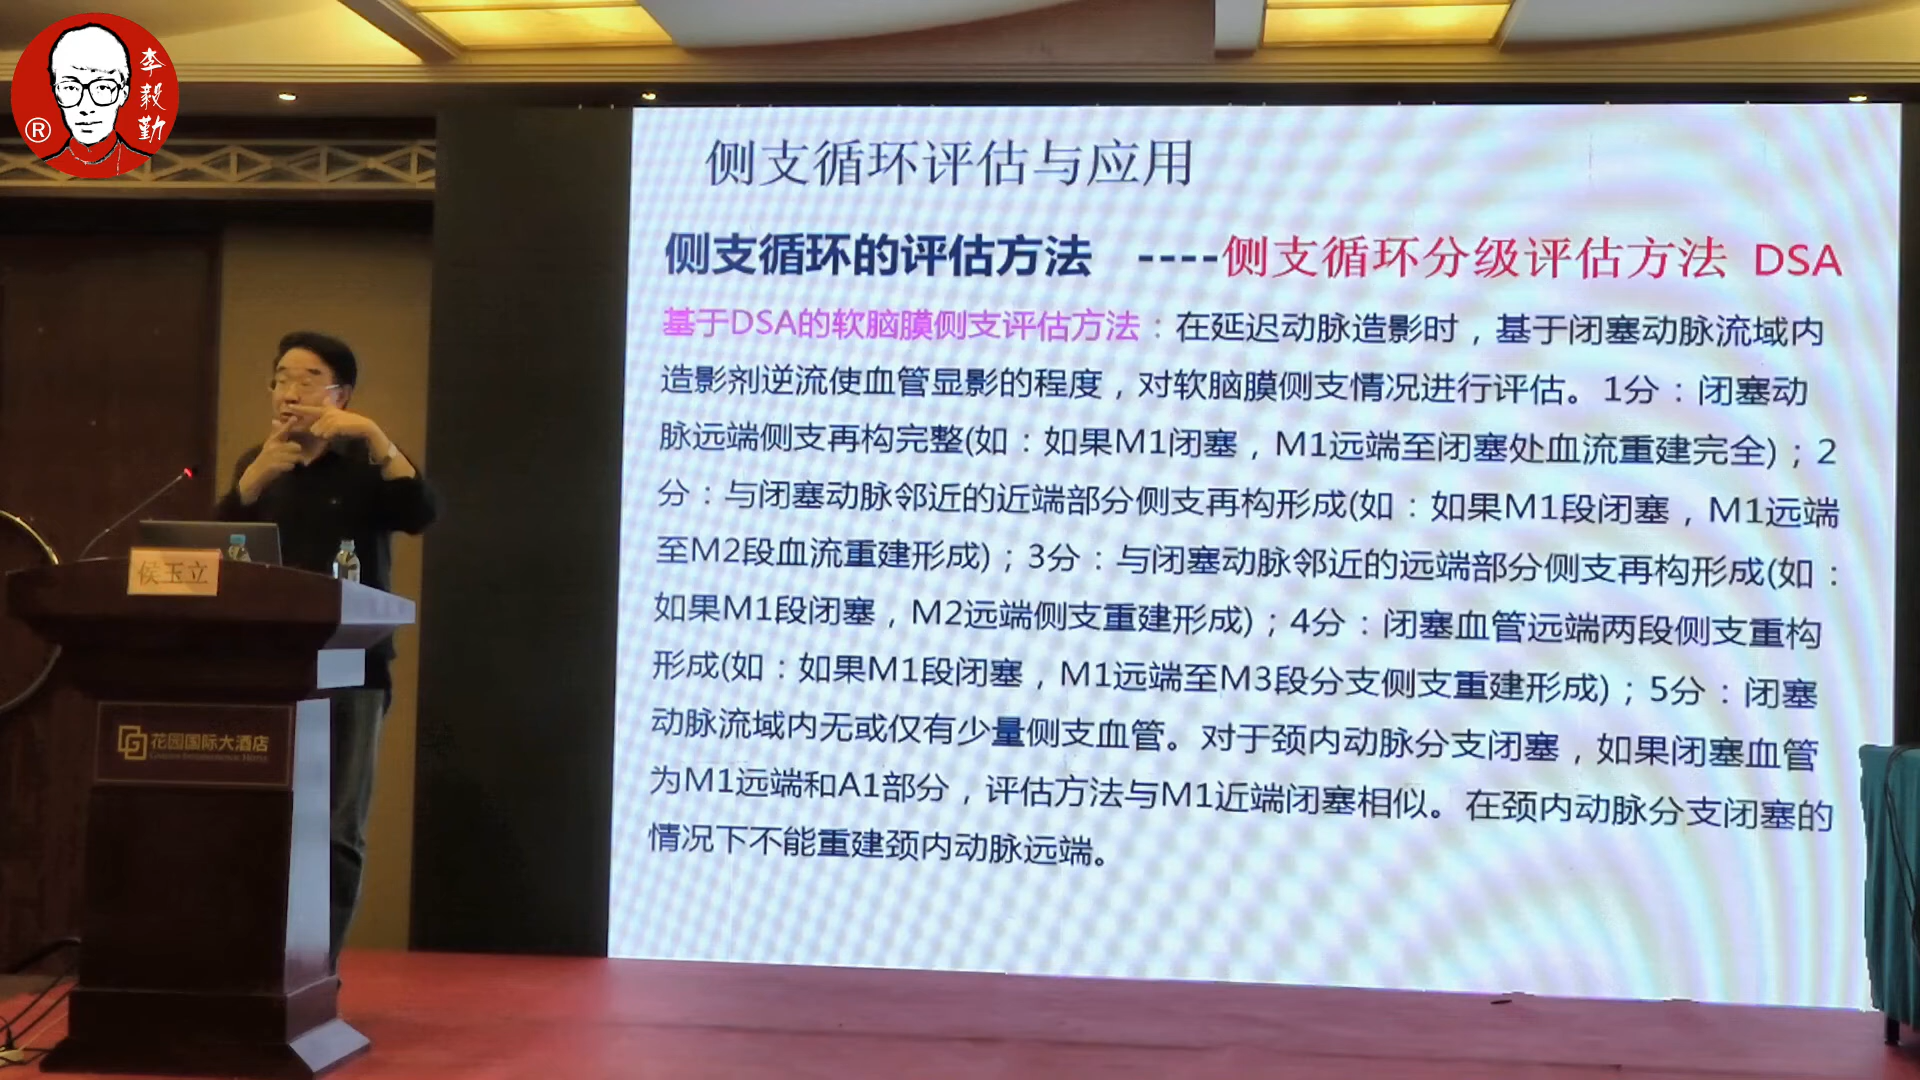 李毅勤
®
侧支循环评估与应用
侧支循环的评估方法 ----侧支循环分级评估方法 DSA
基于DSA的软脑膜侧支评估方法：在延迟动脉造影时，基于闭塞动脉流域内
造影剂逆流使血管显影的程度，对软脑膜侧支情况进行评估。1分：闭塞动
脉远端侧支再构完整(如：如果M1闭塞，M1远端至闭塞处血流重建完全)；2
分：与闭塞动脉邻近的近端部分侧支再构形成(如：如果M1段闭塞，M1远端
至M2段血流重建形成)；3分：与闭塞动脉邻近的远端部分侧支再构形成(如：
如果M1段闭塞，M2远端侧支重建形成)；4分：闭塞血管远端两段侧支重构
形成(如：如果M1段闭塞，M1远端至M3段分支侧支重建形成)；5分：闭塞
动脉流域内无或仅有少量侧支血管。对于颈内动脉分支闭塞，如果闭塞血管
为M1远端和A1部分，评估方法与M1近端闭塞相似。在颈内动脉分支闭塞的
情况下不能重建颈内动脉远端。
侯玉立
花园国际大酒店
GARDEN INTERNATIONAL HOTEL